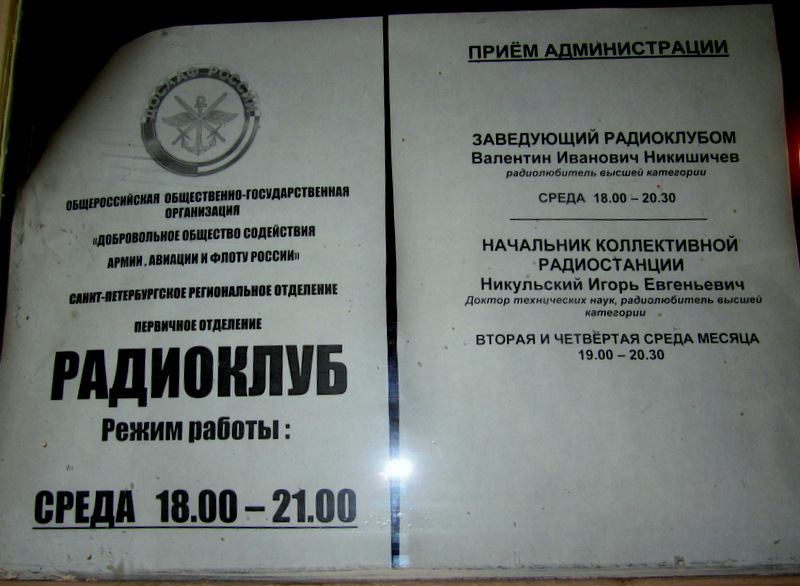 ДОСААФ РОССИИ
ОБЩЕРОССИЙСКАЯ ОБЩЕСТВЕННО-ГОСУДАРСТВЕННАЯ
ОРГАНИЗАЦИЯ
«ДОБРОВОЛЬНОЕ ОБЩЕСТВО СОДЕЙСТВИЯ
АРМИИ , АВИАЦИИ И ФЛОТУ РОССИИ»
САНКТ-ПЕТЕРБУРГСКОЕ РЕГИОНАЛЬНОЕ ОТДЕЛЕНИЕ
ПЕРВИЧНОЕ ОТДЕЛЕНИЕ
РАДИОКЛУБ
Режим работы :
СРЕДА 18.00 – 21.00
ПРИЁМ АДМИНИСТРАЦИИ
ЗАВЕДУЮЩИЙ РАДИОКЛУБОМ
Валентин Иванович Никишичев
радиолюбитель высшей категории
СРЕДА 18.00 – 20.30
НАЧАЛЬНИК КОЛЛЕКТИВНОЙ
РАДИОСТАНЦИИ
Никульский Игорь Евгеньевич
Доктор технических наук, радиолюбитель высшей
категории
ВТОРАЯ И ЧЕТВЁРТАЯ СРЕДА МЕСЯЦА
19.00 – 20.30